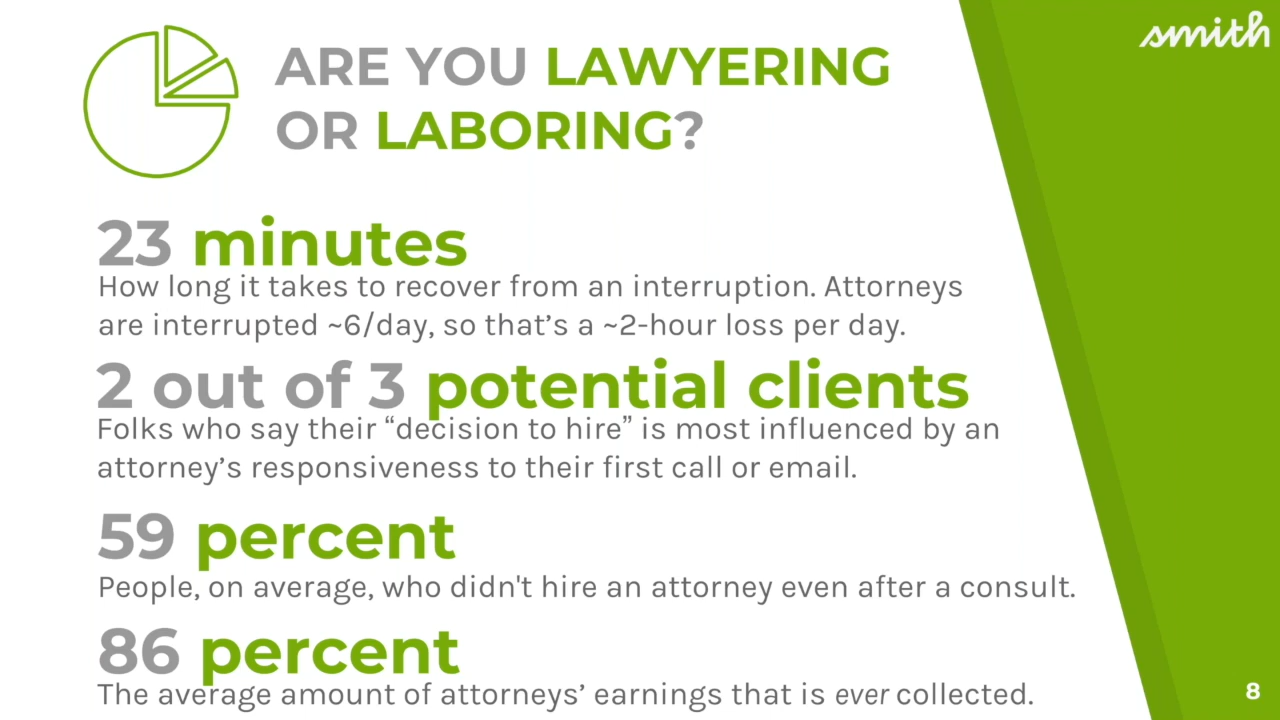 smith
ARE YOU LAWYERING
OR LABORING?
23 minutes
How long it takes to recover from an interruption. Attorneys
are interrupted ~6/day, so that’s a ~2-hour loss per day.
2 out of 3 potential clients
Folks who say their “decision to hire” is most influenced by an
attorney’s responsiveness to their first call or email.
59 percent
People, on average, who didn't hire an attorney even after a consult.
86 percent
The average amount of attorneys’ earnings that is ever collected.
8